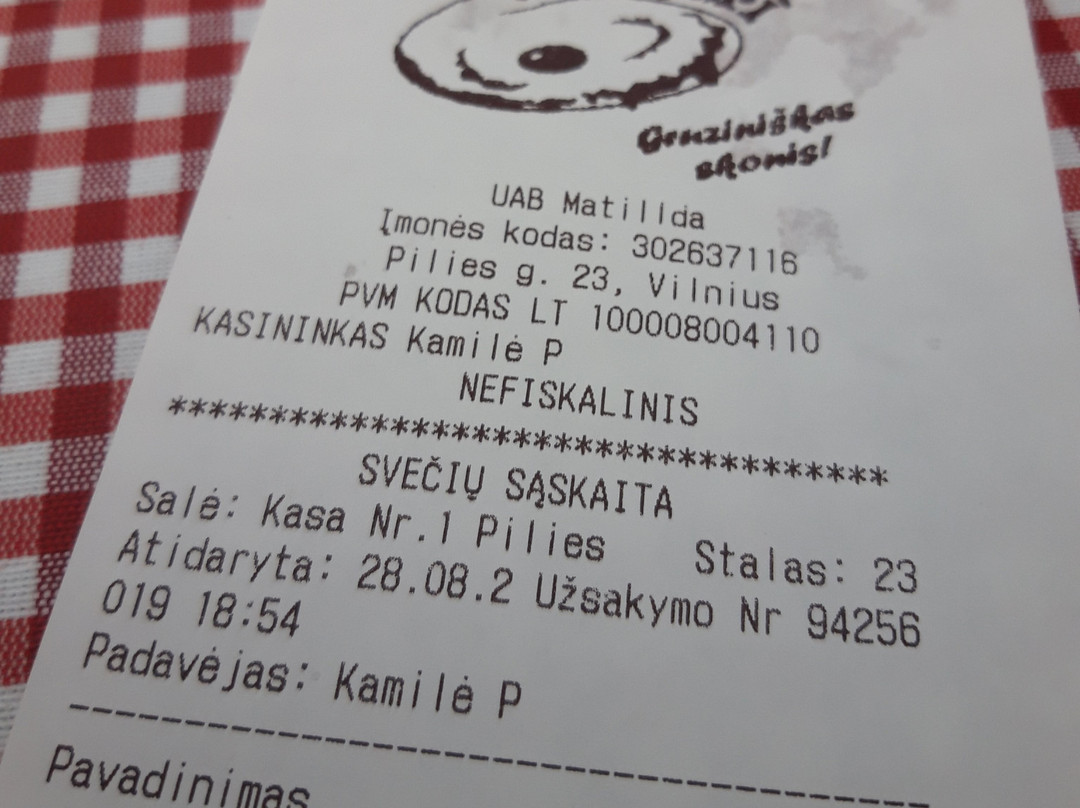 Gruziniškas
skonis!
UAB Matillda
Įmonės kodas: 302637116
Pilies g. 23, Vilnius
PVM KODAS LT 100008004110
KASININKAS Kamilė P
NEFISKALINIS
************************************
SVEČIŲ SĄSKAITA
Salė: Kasa Nr.1 Pilies Stalas: 23
Atidaryta: 28.08.2 Užsakymo Nr 94256
019 18:54
Padavėjas: Kamilė P
------------------------------------
Pavadinimas